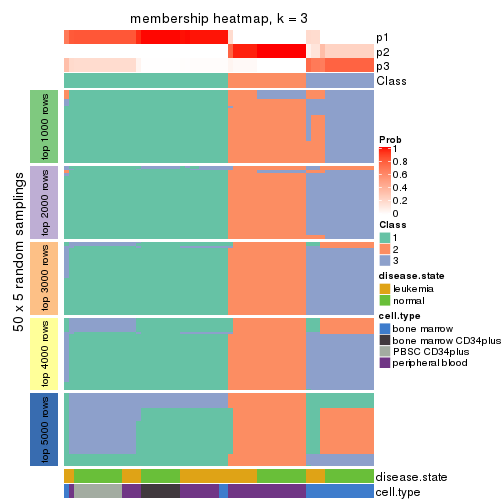 membership heatmap, k = 3
p1
p2
p3
Class
50 x 5 random samplings
top 1000 rows
top 2000 rows
top 3000 rows
top 4000 rows
top 5000 rows
disease.state
cell.type
Prob
1
0.8
0.6
0.4
0.2
0
Class
1
2
3
disease.state
leukemia
normal
cell.type
bone marrow
bone marrow CD34plus
PBSC CD34plus
peripheral blood